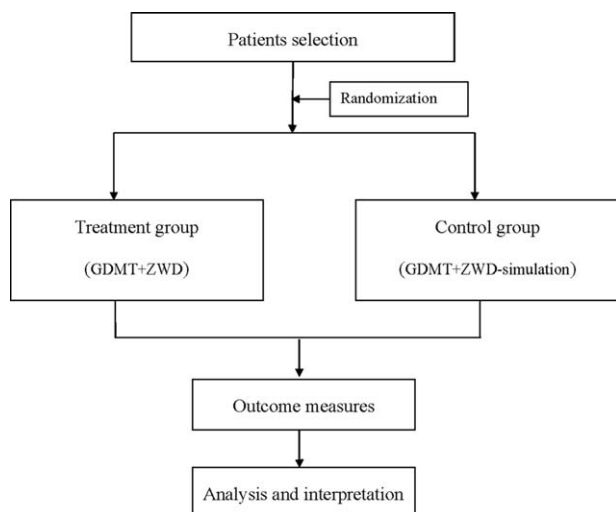 Patients selection
Randomization
Treatment group
(GDMT+ZWD)
Control group
(GDMT+ZWD-simulation)
Outcome measures
Analysis and interpretation